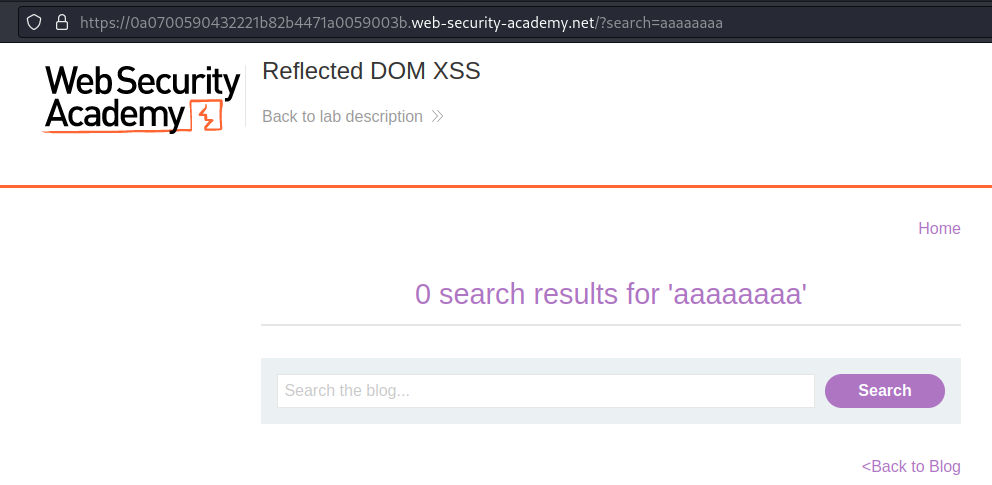 https://0a0700590432221b82b4471a0059003b.web-security-academy.net/?search=aaaaaaaa
Web Security
Academy
Reflected DOM XSS
Back to lab description
Home
0 search results for 'aaaaaaaa'
Search the blog...
Search
<Back to Blog